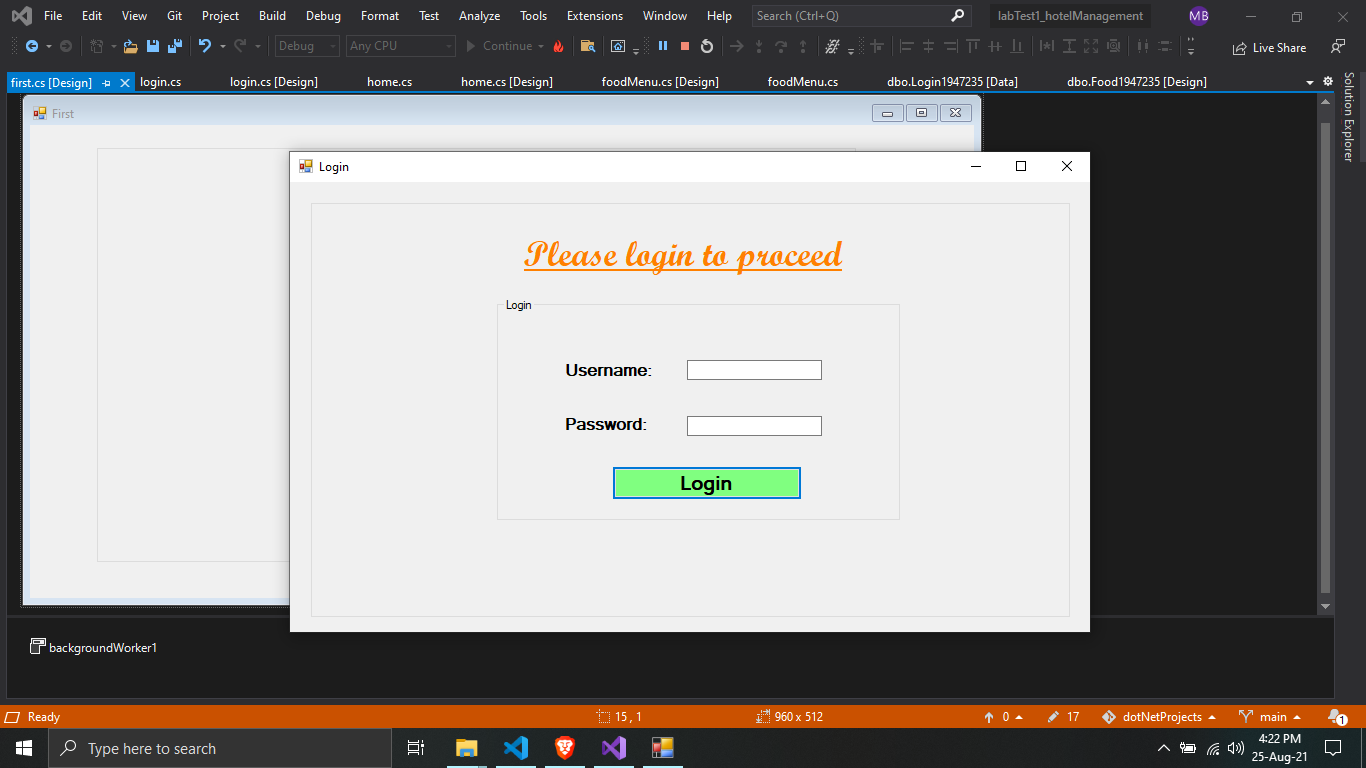 File Edit View Git Project Build Debug Format Test Analyze Tools Extensions Window Help Search (Ctrl+Q) labTest1_hotelManagement MB
Debug Any CPU Continue Live Share
first.cs [Design] login.cs login.cs [Design] home.cs home.cs [Design] foodMenu.cs [Design] foodMenu.cs dbo.Login1947235 [Data] dbo.Food1947235 [Design]
Solution Explorer
First
Login
Please login to proceed
Login
Username:
Password:
Login
backgroundWorker1
Ready 15 , 1 960 x 512 0 17 dotNetProjects main 1
Type here to search
4:22 PM
25-Aug-21